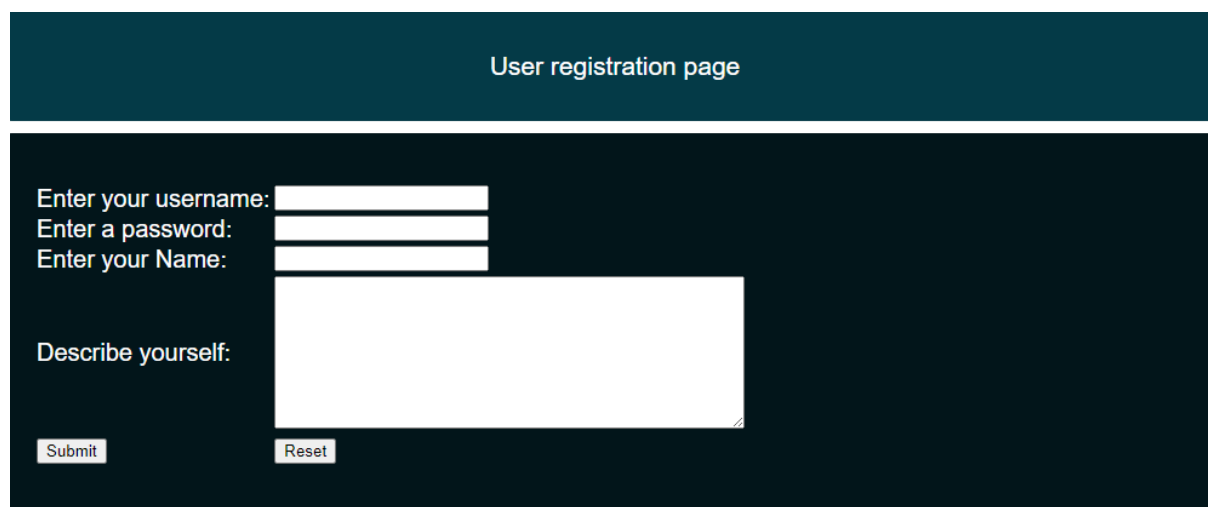 User registration page
Enter your username:
Enter a password:
Enter your Name:
Describe yourself:
Submit Reset